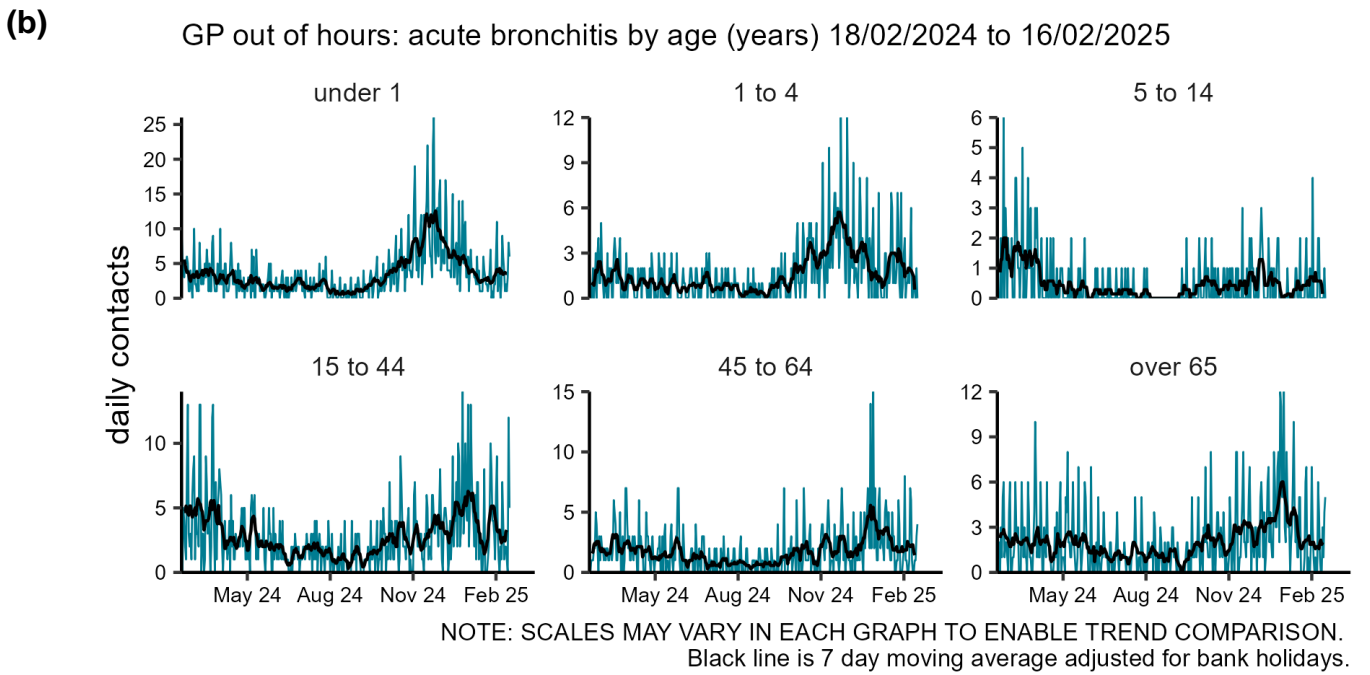 (b)
GP out of hours: acute bronchitis by age (years) 18/02/2024 to 16/02/2025
daily contacts
under 1
25
20
15
10
5
0
1 to 4
12
9
6
3
0
5 to 14
6
5
4
3
2
1
0
15 to 44
10
5
0
May 24 Aug 24 Nov 24 Feb 25
45 to 64
15
10
5
0
May 24 Aug 24 Nov 24 Feb 25
over 65
12
9
6
3
0
May 24 Aug 24 Nov 24 Feb 25
NOTE: SCALES MAY VARY IN EACH GRAPH TO ENABLE TREND COMPARISON.
Black line is 7 day moving average adjusted for bank holidays.